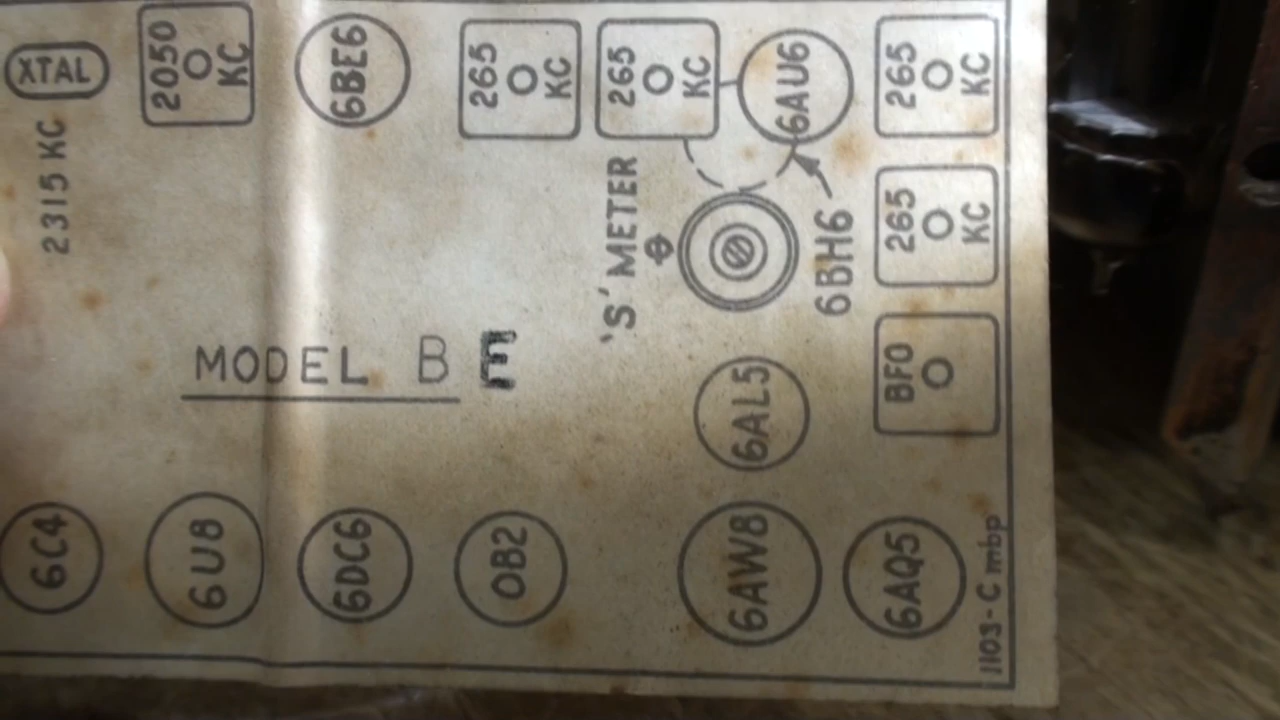 XTAL
2315 KC
2050 KC
6BE6
265 KC
265 KC
6AU6
265 KC
'S' METER
6BH6
265 KC
MODEL B E
6AL5
BFO
6C4
6U8
6DC6
OB2
6AW8
6AQ5
1103-C mbp